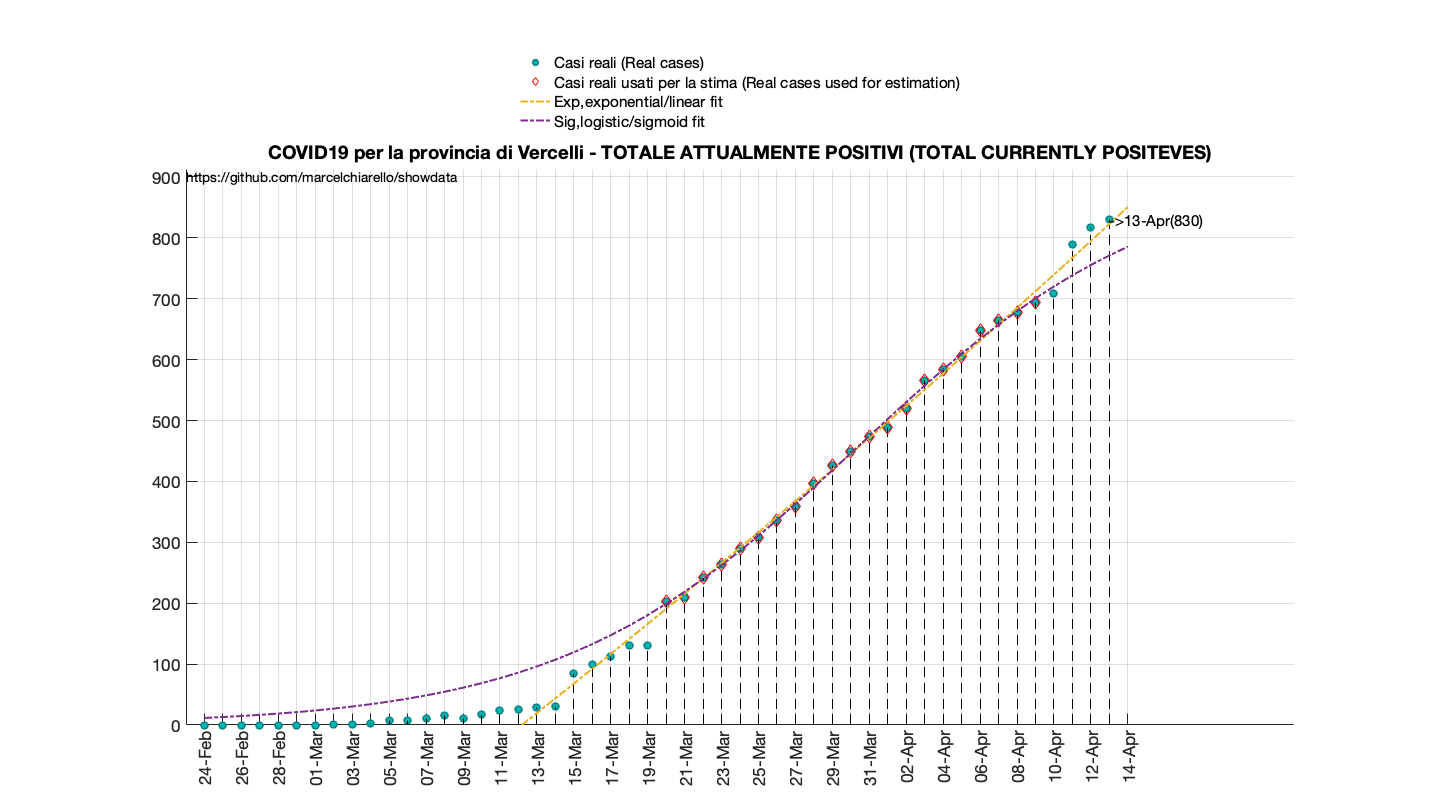 Casi reali (Real cases)
Casi reali usati per la stima (Real cases used for estimation)
Exp,exponential/linear fit
Sig,logistic/sigmoid fit
COVID19 per la provincia di Vercelli - TOTALE ATTUALMENTE POSITIVI (TOTAL CURRENTLY POSITEVES)
https://github.com/marcelchiarello/showdata
900
800
700
600
500
400
300
200
100
0
->13-Apr(830)
24-Feb
26-Feb
28-Feb
01-Mar
03-Mar
05-Mar
07-Mar
09-Mar
11-Mar
13-Mar
15-Mar
17-Mar
19-Mar
21-Mar
23-Mar
25-Mar
27-Mar
29-Mar
31-Mar
02-Apr
04-Apr
06-Apr
08-Apr
10-Apr
12-Apr
14-Apr